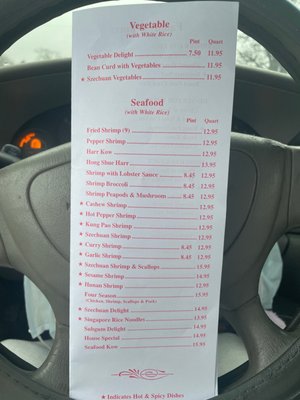 Vegetable
(with White Rice)
Pint Quart
Vegetable Delight 7.50 11.95
Bean Curd with Vegetables 11.95
★ Szechuan Vegetables 11.95
Seafood
(with White Rice)
Pint Quart
Fried Shrimp (9) 12.95
Pepper Shrimp 12.95
Harr Kow 12.95
Hong Shue Harr 13.95
Shrimp with Lobster Sauce 8.45 12.95
Shrimp Broccoli 8.45 12.95
Shrimp Peapods & Mushroom 8.45 12.95
★ Cashew Shrimp 12.95
★ Hot Pepper Shrimp 12.95
★ Kung Pao Shrimp 12.95
★ Szechuan Shrimp 12.95
★ Curry Shrimp 8.45 12.95
★ Garlic Shrimp 8.45 12.95
★ Szechuan Shrimp & Scallops 15.95
★ Sesame Shrimp 14.95
★ Hunan Shrimp 12.95
Four Season 15.95
(Chicken, Shrimp, Scallops & Pork)
★ Szechuan Delight 14.95
★ Singapore Rice Noodles 13.95
Subgum Delight 14.95
House Special 14.95
Seafood Kow 15.95
★ Indicates Hot & Spicy Dishes